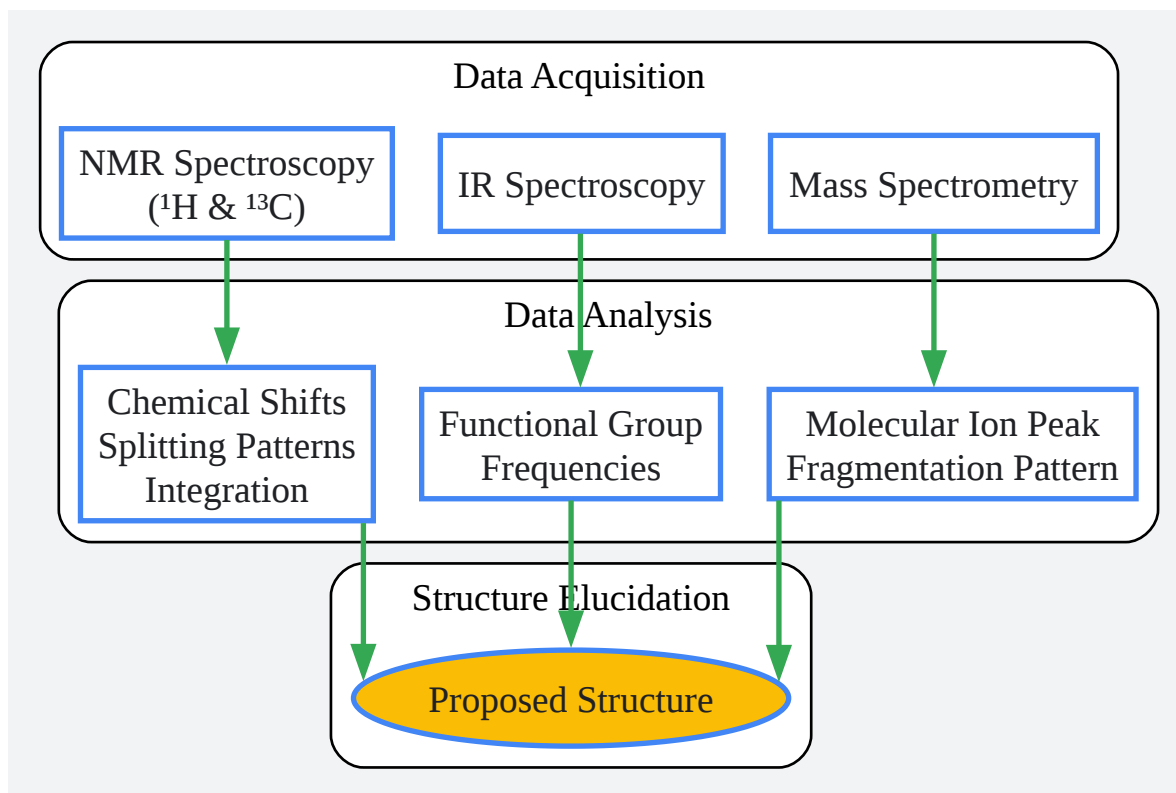 Data Acquisition
NMR Spectroscopy
(¹H & ¹³C)
IR Spectroscopy
Mass Spectrometry
Data Analysis
Chemical Shifts
Splitting Patterns
Integration
Functional Group
Frequencies
Molecular Ion Peak
Fragmentation Pattern
Structure Elucidation
Proposed Structure